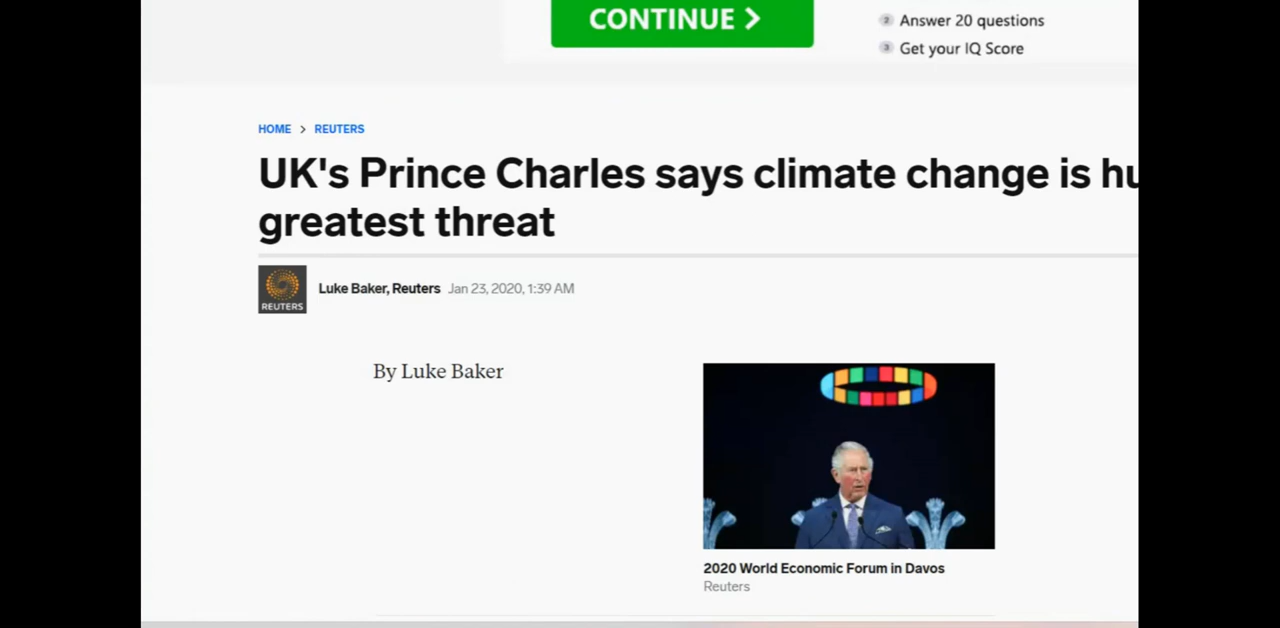 CONTINUE
2 Answer 20 questions
3 Get your IQ Score
HOME > REUTERS
UK's Prince Charles says climate change is hu
greatest threat
REUTERS
Luke Baker, Reuters Jan 23, 2020, 1:39 AM
By Luke Baker
2020 World Economic Forum in Davos
Reuters